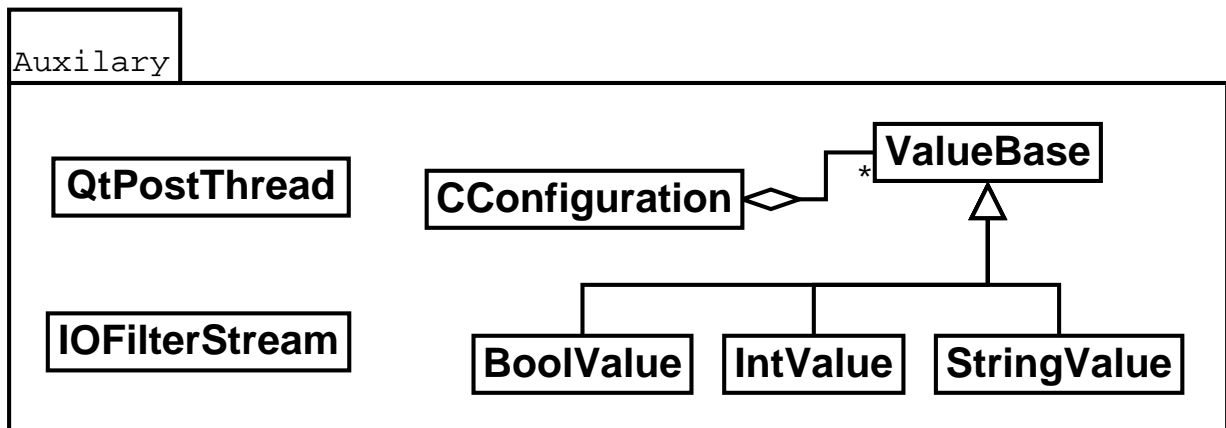 Auxilary
QtPostThread
CConfiguration
*
ValueBase
IOFilterStream
BoolValue
IntValue
StringValue